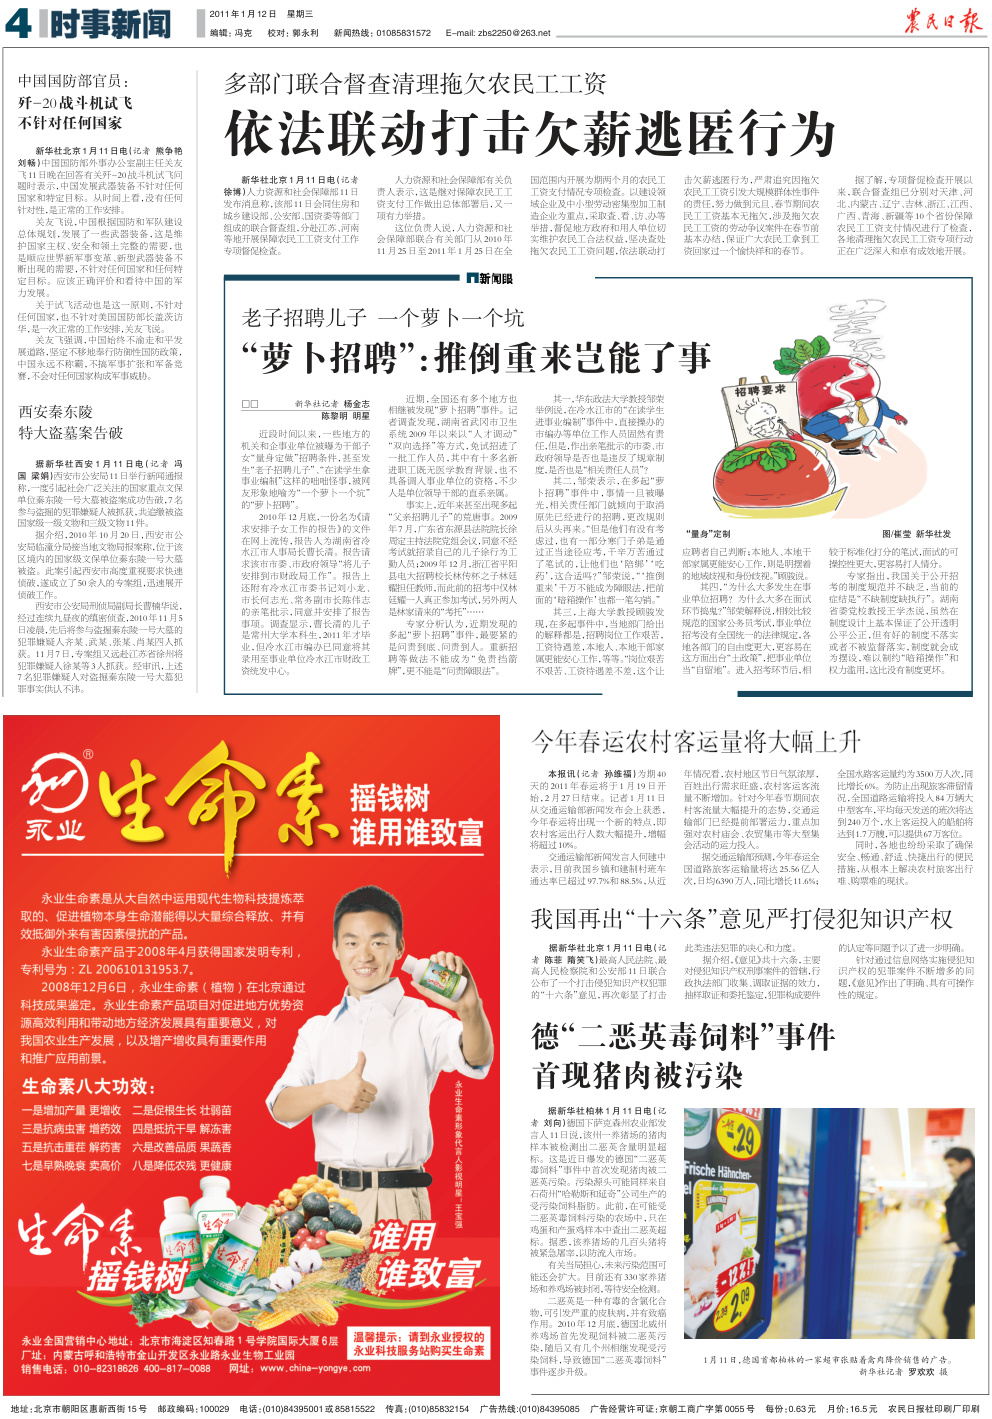 4 时事新闻
2011年1月12日 星期三
编辑: 冯克 校对: 郭永利 新闻热线: 01085831572 E-mail: zbs2250@263.net
农民日报
中国国防部官员:
歼-20战斗机试飞
不针对任何国家
新华社北京1月11日电(记者 熊争艳
刘畅)中国国防部外事办公室副主任关友
飞11日晚在回答有关歼-20战斗机试飞问
题时表示,中国发展武器装备不针对任何
国家和特定目标。从时间上看,没有任何
针对性,是正常的工作安排。
关友飞说,中国根据国防和军队建设
总体规划,发展了一些武器装备,这是维
护国家主权、安全和领土完整的需要,也
是顺应世界新军事变革、新型武器装备不
断出现的需要,不针对任何国家和任何特
定目标。应该正确评价和看待中国的军
力发展。
关于试飞活动也是这一原则,不针对
任何国家,也不针对美国国防部长盖茨访
华,是一次正常的工作安排,关友飞说。
关友飞强调,中国始终不渝走和平发
展道路,坚定不移地奉行防御性国防政策,
中国永远不称霸,不搞军事扩张和军备竞
赛,不会对任何国家构成军事威胁。
西安秦东陵
特大盗墓案告破
据新华社西安1月11日电(记者 冯
国 梁娟)西安市公安局11日举行新闻通报
称,一度引起社会广泛关注的国家重点文保
单位秦东陵一号大墓被盗案成功告破,7名
参与盗掘的犯罪嫌疑人被抓获,共追缴被盗
国家级一级文物和三级文物11件。
据介绍,2010年10月20日,西安市公
安局临潼分局接当地文物局报案称,位于该
区境内的国家级文保单位秦东陵一号大墓
被盗。此案引起西安市高度重视要求快速
侦破,遂成立了50余人的专案组,迅速展开
侦破工作。
西安市公安局刑侦局副局长曹楠华说,
经过连续九昼夜的缜密侦查,2010年11月5
日凌晨,先后将参与盗掘秦东陵一号大墓的
犯罪嫌疑人齐某、武某、张某、肖某四人抓
获。11月7日,专案组又远赴江苏省徐州将
犯罪嫌疑人徐某等3人抓获。经审讯,上述
7名犯罪嫌疑人对盗掘秦东陵一号大墓犯
罪事实供认不讳。
多部门联合督查清理拖欠农民工工资
依法联动打击欠薪逃匿行为
新华社北京1月11日电(记者
徐博)人力资源和社会保障部11日
发布消息称,该部11日会同住房和
城乡建设部、公安部、国资委等部门
组成的联合督查组,分赴江苏、河南
等地开展保障农民工工资支付工作
专项督促检查。
人力资源和社会保障部有关负
责人表示,这是继对保障农民工工
资支付工作做出总体部署后,又一
项有力举措。
这位负责人说,人力资源和社
会保障部联合有关部门从2010年
11月25日至2011年1月25日在全
国范围内开展为期两个月的农民工
工资支付情况专项检查。以建设领
域企业及中小型劳动密集型加工制
造企业为重点,采取查、看、访、办等
举措,督促地方政府和用人单位切
实维护农民工合法权益,坚决查处
拖欠农民工工资问题,依法联动打
击欠薪逃匿行为,严肃追究因拖欠
农民工工资引发大规模群体性事件
的责任,努力做到元旦、春节期间农
民工工资基本无拖欠,涉及拖欠农
民工工资的劳动争议案件在春节前
基本办结,保证广大农民工拿到工
资回家过一个愉快祥和的春节。
据了解,专项督促检查开展以
来,联合督查组已分别对天津、河
北、内蒙古、辽宁、吉林、浙江、江西、
广西、青海、新疆等10个省份保障
农民工工资支付情况进行了检查,
各地清理拖欠农民工工资专项行动
正在广泛深入和卓有成效地开展。
新闻眼
老子招聘儿子 一个萝卜一个坑
“萝卜招聘”:推倒重来岂能了事
新华社记者 杨金志
陈黎明 明星
近段时间以来,一些地方的
机关和企事业单位被曝为干部子
女“量身定做”招聘条件,甚至发
生“老子招聘儿子”、“在读学生拿
事业编制”这样的咄咄怪事,被网
友形象地喻为“一个萝卜一个坑”
的“萝卜招聘”。
2010年12月底,一份名为《请
求安排子女工作的报告》的文件
在网上流传,报告人为湖南省冷
水江市人事局长曹长清。报告请
求该市市委、市政府领导“将儿子
安排到市财政局工作”。报告上
还附有冷水江市委书记刘小龙、
市长何志光、常务副市长陈伟志
的亲笔批示,同意并安排了报告
事项。调查显示,曹长清的儿子
是常州大学本科生,2011年才毕
业,但冷水江市编办已同意将其
录用至事业单位冷水江市财政工
资统发中心。
近期,全国还有多个地方也
相继被发现“萝卜招聘”事件。记
者调查发现,湖南省武冈市卫生
系统2009年以来以“人才调动”
“双向选择”等方式,免试招进了
一批工作人员,其中有十多名新
进职工既无医学教育背景,也不
具备调入事业单位的资格,不少
人是单位领导干部的直系亲属。
事实上,近年来甚至出现多起
“父亲招聘儿子”的荒唐事。2009
年7月,广东省东源县法院院长徐
周定主持法院党组会议,同意不经
考试就招录自己的儿子徐行为工
勤人员;2009年12月,浙江省平阳
县电大招聘校长林传怀之子林廷
耀担任教师,而此前的招考中仅林
廷耀一人真正参加考试,另外两人
是林家请来的“考托”……
专家分析认为,近期发现的
多起“萝卜招聘”事件,最要紧的
是问责到底、问责到人。重新招
聘等做法不能成为“免责挡箭
牌”,更不能是“问责障眼法”。
其一,华东政法大学教授邹荣
举例说,在冷水江市的“在读学生
进事业编制”事件中,直接操办的
市编办等单位工作人员固然有责
任,但是,作出亲笔批示的市委、市
政府领导是否也是违反了规章制
度,是否也是“相关责任人员”?
其二,邹荣表示,在多起“萝
卜招聘”事件中,事情一旦被曝
光,相关责任部门就倾向于取消
原先已经进行的招聘,更改规则
后从头再来。“但是他们有没有考
虑过,也有一部分寒门子弟是通
过正当途径应考,千辛万苦通过
了笔试的,让他们也‘陪绑’‘吃
药’,这合适吗?”邹荣说,“‘推倒
重来’千万不能成为障眼法,把前
面的‘暗箱操作’也都一笔勾销。”
其三,上海大学教授顾骏发
现,在多起事件中,当地部门给出
的解释都是,招聘岗位工作艰苦,
工资待遇差,本地人、本地干部家
属更能安心工作,等等。“岗位艰苦
不艰苦,工资待遇差不差,这个让
招聘要求
“量身”定制 图/崔莹 新华社发
应聘者自己判断;本地人、本地干
部家属更能安心工作,则是明摆着
的地域歧视和身份歧视。”顾骏说。
其四,“为什么大多发生在事
业单位招聘?为什么大多在面试
环节搞鬼?”邹荣解释说,相较比较
规范的国家公务员考试,事业单位
招考没有全国统一的法律规定,各
地各部门的自由度更大,更容易在
这方面出台“土政策”,把事业单位
当“自留地”。进入招考环节后,相
较于标准化打分的笔试,面试的可
操控性更大,更容易打人情分。
专家指出,我国关于公开招
考的制度规范并不缺乏,当前的
症结是“不缺制度缺执行”。湖南
省委党校教授王学杰说,虽然在
制度设计上基本保证了公开透明
公平公正,但有好的制度不落实
或者不被监督落实,制度就会成
为摆设,难以制约“暗箱操作”和
权力滥用,这比没有制度更坏。
永业®
生命素
摇钱树
谁用谁致富
永业生命素是从大自然中运用现代生物科技提炼萃
取的、促进植物本身生命潜能得以大量综合释放、并有
效抵御外来有害因素侵扰的产品。
永业生命素产品于2008年4月获得国家发明专利,
专利号为:ZL 200610131953.7。
2008年12月6日,永业生命素(植物)在北京通过
科技成果鉴定。永业生命素产品项目对促进地方优势资
源高效利用和带动地方经济发展具有重要意义,对
我国农业生产发展,以及增产增收具有重要作用
和推广应用前景。
生命素八大功效:
一是增加产量 更增收 二是促根生长 壮弱苗
三是抗病虫害 增药效 四是抵抗干旱 解冻害
五是抗击重茬 解药害 六是改善品质 果蔬香
七是早熟晚衰 卖高价 八是降低农残 更健康
永业生命素形象代言人影视明星:王宝强
生命素
摇钱树
谁用
谁致富
永业全国营销中心地址:北京市海淀区知春路1号学院国际大厦6层
厂址:内蒙古呼和浩特市金山开发区永业路永业生物工业园
销售电话:010-82318626 400-817-0088 网址:www.china-yongye.com
温馨提示:请到永业授权的
永业科技服务站购买生命素
今年春运农村客运量将大幅上升
本报讯(记者 孙维福)为期40
天的2011年春运将于1月19日开
始,2月27日结束。记者1月11日
从交通运输部新闻发布会上获悉,
今年春运将出现一个新的特点,即
农村客运出行人数大幅提升,增幅
将超过10%。
交通运输部新闻发言人何建中
表示,目前我国乡镇和建制村班车
通达率已超过97.7%和88.5%,从近
年情况看,农村地区节日气氛浓厚,
百姓出行需求旺盛,农村客运客流
量不断增加。针对今年春节期间农
村客流量大幅提升的态势,交通运
输部门已经提前部署运力,重点加
强对农村庙会、农贸集市等大型集
会活动的运力投入。
据交通运输部预测,今年春运全
国道路旅客运输量将达25.56亿人
次,日均6390万人,同比增长11.6%;
全国水路客运量约为3500万人次,同
比增长6%。为防止出现旅客滞留情
况,全国道路运输将投入84万辆大
中型客车,平均每天发送的班次将达
到240万个,水上客运投入的船舶将
达到1.7万艘,可以提供67万客位。
同时,各地也纷纷采取了确保
安全、畅通、舒适、快捷出行的便民
措施,从根本上解决农村旅客出行
难、购票难的现状。
我国再出“十六条”意见严打侵犯知识产权
据新华社北京1月11日电(记
者 陈菲 隋笑飞)最高人民法院、最
高人民检察院和公安部11日联合
公布了一个打击侵犯知识产权犯罪
的“十六条”意见,再次彰显了打击
此类违法犯罪的决心和力度。
据介绍,《意见》共十六条,主要
对侵犯知识产权刑事案件的管辖,行
政执法部门收集、调取证据的效力,
抽样取证和委托鉴定,犯罪构成要件
的认定等问题予以了进一步明确。
针对通过信息网络实施侵犯知
识产权的犯罪案件不断增多的问
题,《意见》作出了明确、具有可操作
性的规定。
德“二恶英毒饲料”事件
首现猪肉被污染
据新华社柏林1月11日电(记
者 刘向)德国下萨克森州农业部发
言人11日说,该州一养猪场的猪肉
样本被检测出二恶英含量明显超
标。这是近日爆发的德国“二恶英
毒饲料”事件中首次发现猪肉被二
恶英污染。污染源头可能同样来自
石荷州“哈勒斯和延奇”公司生产的
受污染饲料脂肪。此前,在可能受
二恶英毒饲料污染的农场中,只在
鸡蛋和产蛋鸡样本中查出二恶英超
标。据悉,该养猪场的几百头猪将
被紧急屠宰,以防流入市场。
有关当局担心,未来污染范围可
能还会扩大。目前还有330家养猪
场和养鸡场被封闭,等待安全检测。
二恶英是一种有毒的含氯化合
物,可引发严重的皮肤病,并有致癌
作用。2010年12月底,德国北威州
养鸡场首先发现饲料被二恶英污
染,随后又有几个州相继发现受污
染饲料,导致德国“二恶英毒饲料”
事件逐步升级。
-.29
Frische Hähnchen-
-12%
2.09
1月11日,德国首都柏林的一家超市张贴着禽肉降价销售的广告。
新华社记者 罗欢欢 摄
地址:北京市朝阳区惠新西街15号 邮政编码:100029 电话:(010)84395001或85815522 传真:(010)85832154 广告热线:(010)84395085 广告经营许可证:京朝工商广字第0055号 每份:0.63元 月价:16.5元 农民日报社印刷厂印刷